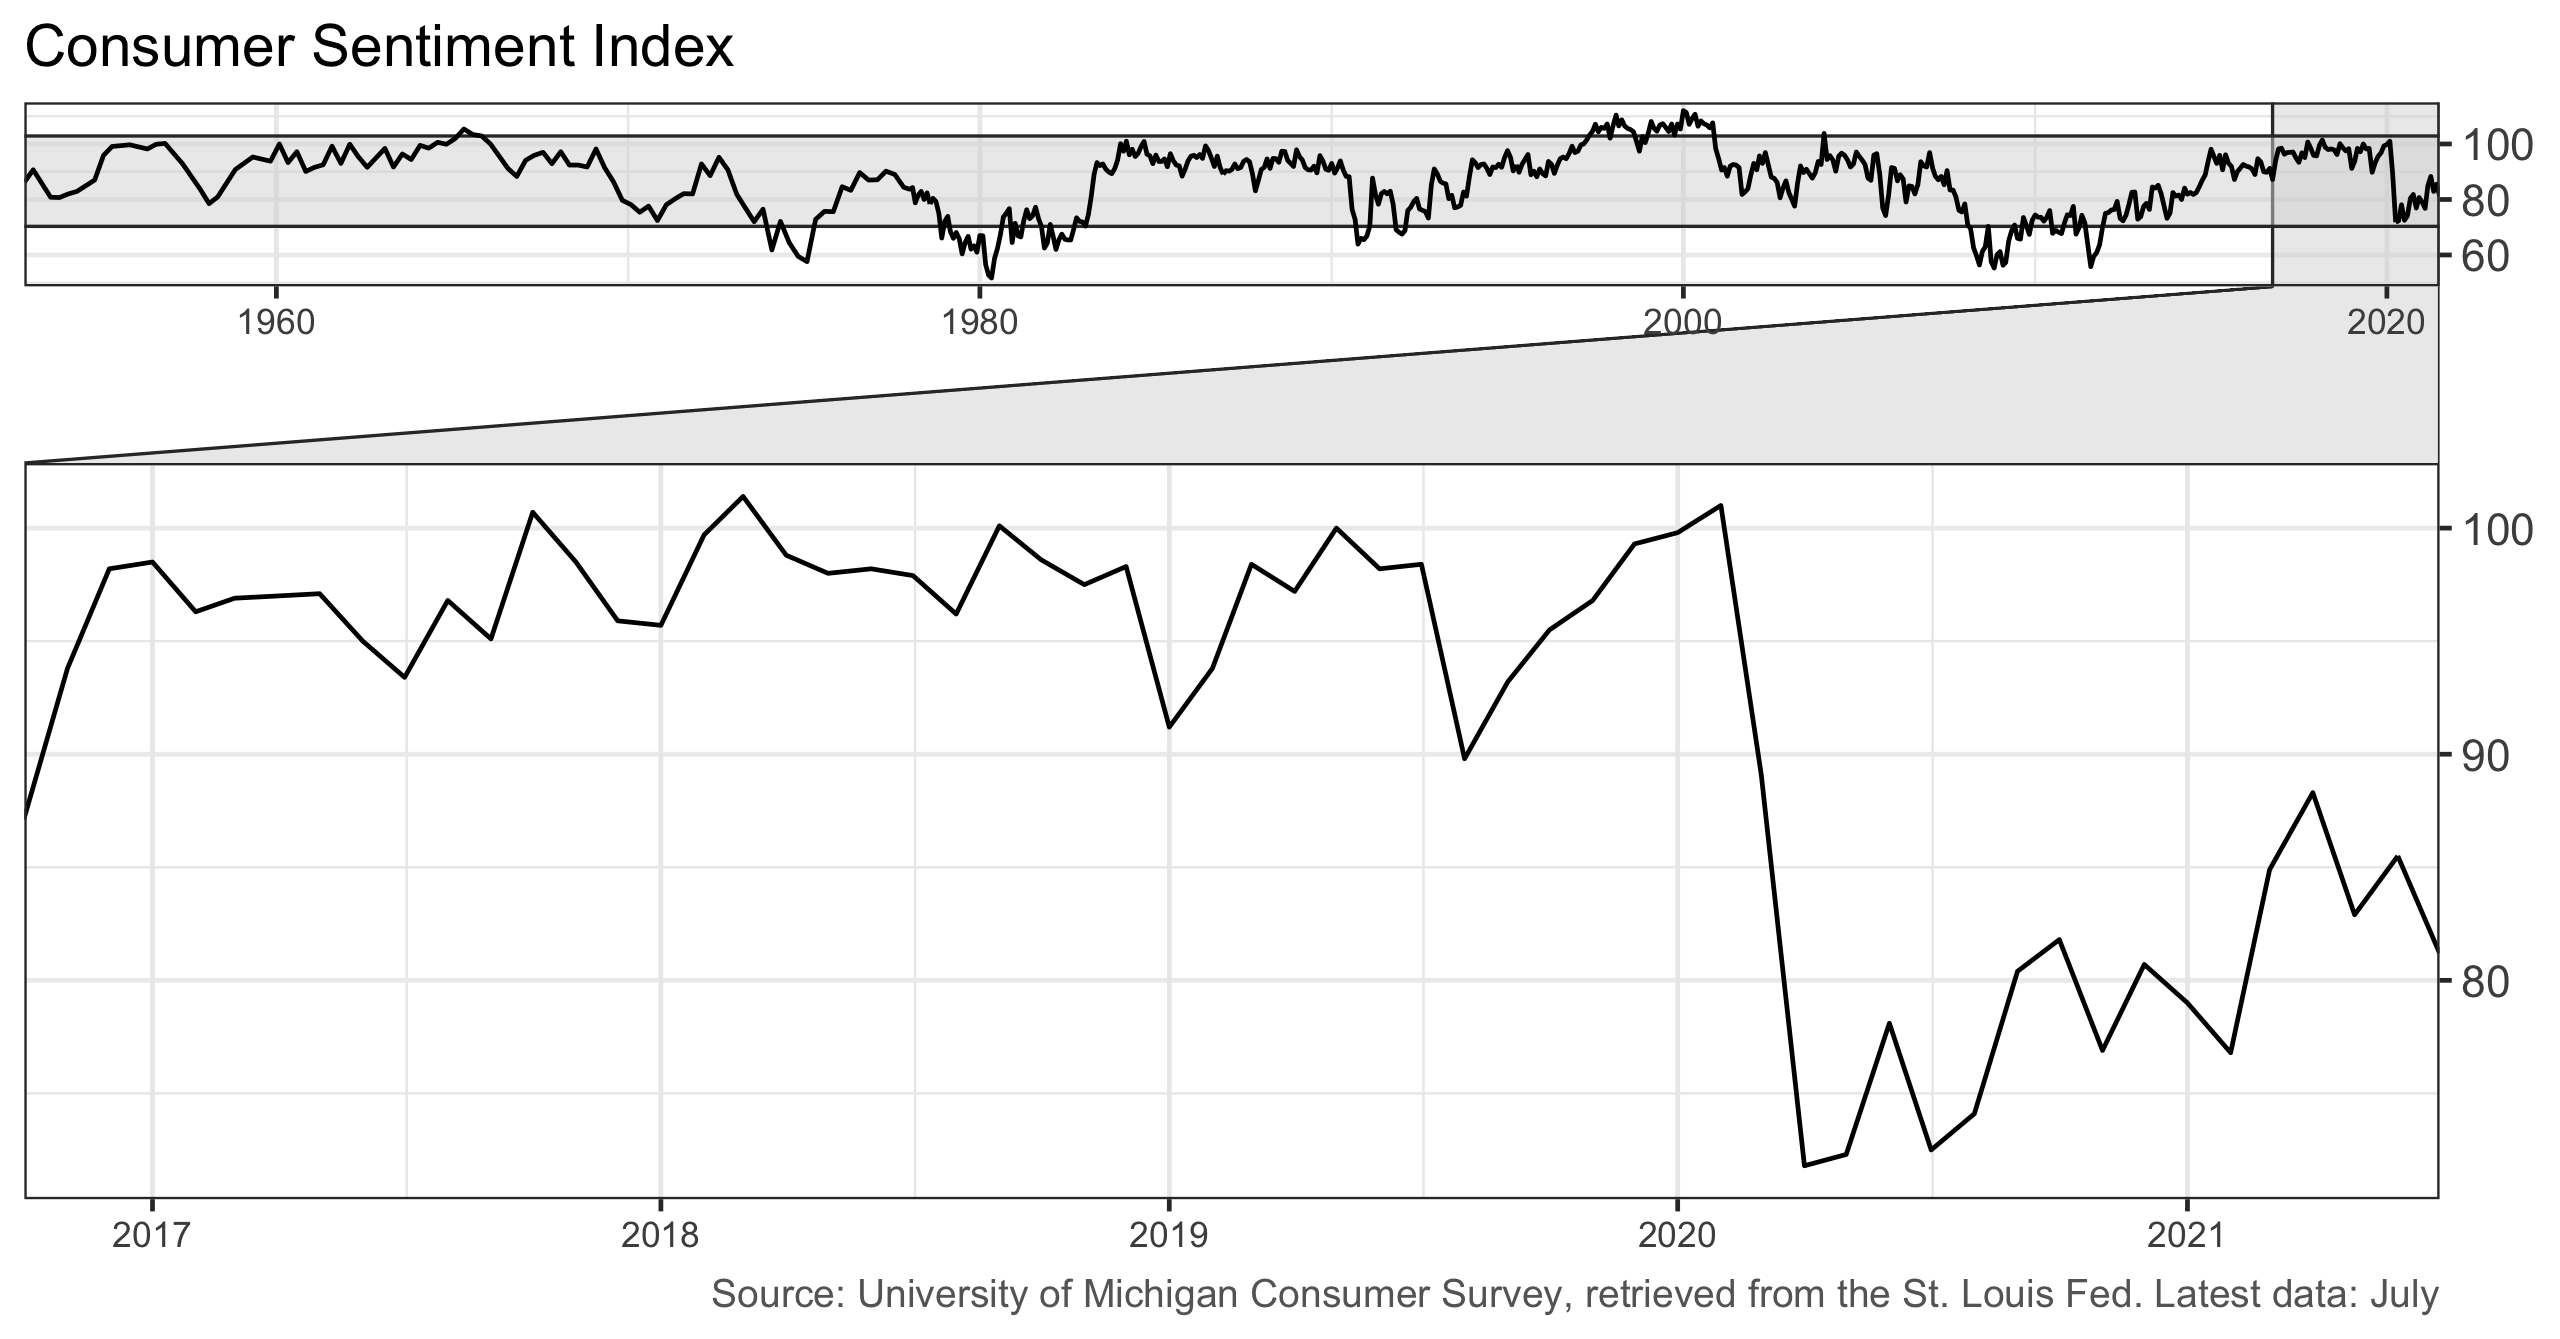 Consumer Sentiment Index
100
80
60
1960 1980 2000 2020
100
90
80
2017 2018 2019 2020 2021
Source: University of Michigan Consumer Survey, retrieved from the St. Louis Fed. Latest data: July